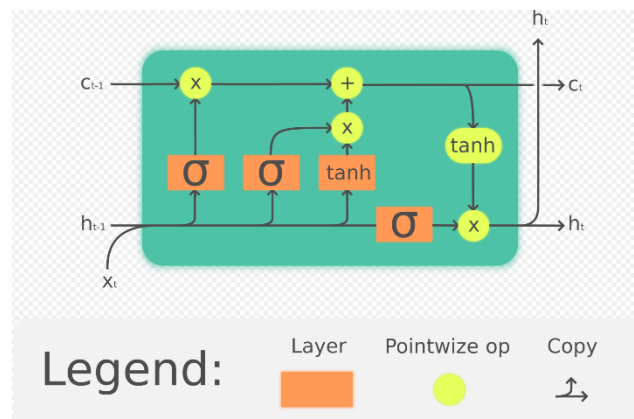 hₜ
cₜ₋₁ x + cₜ
x tanh
σ σ tanh
hₜ₋₁ σ x hₜ
xₜ
Layer Pointwize op Copy
Legend: